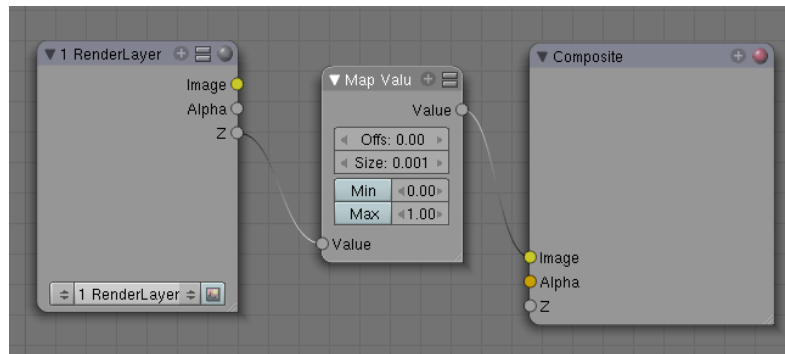 1 RenderLayer
Image
Alpha
Z
1 RenderLayer
Map Valu
Value
Offs: 0.00
Size: 0.001
Min 0.00
Max 1.00
Value
Composite
Image
Alpha
Z